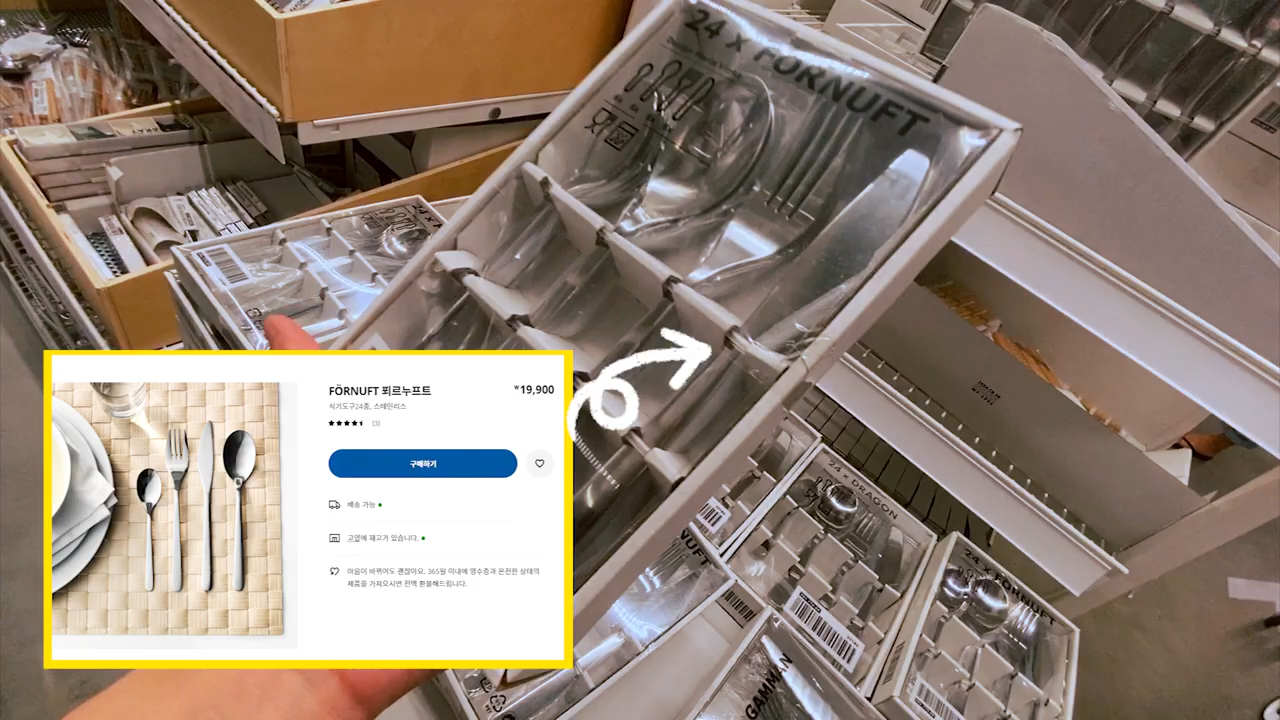 24 x FÖRNUFT
24 x F
FÖRNUFT 뾔르누프트
₩19,900
식기도구24종, 스테인리스
(3)
구매하기
배송 가능
고양에 재고가 있습니다.
마음이 바뀌어도 괜찮아요. 365일 이내에 영수증과 온전한 상태의
제품을 가져오시면 전액 환불해드립니다.
24 x DRAGON
NUFT
24 x FÖRNUFT
GAMMAN